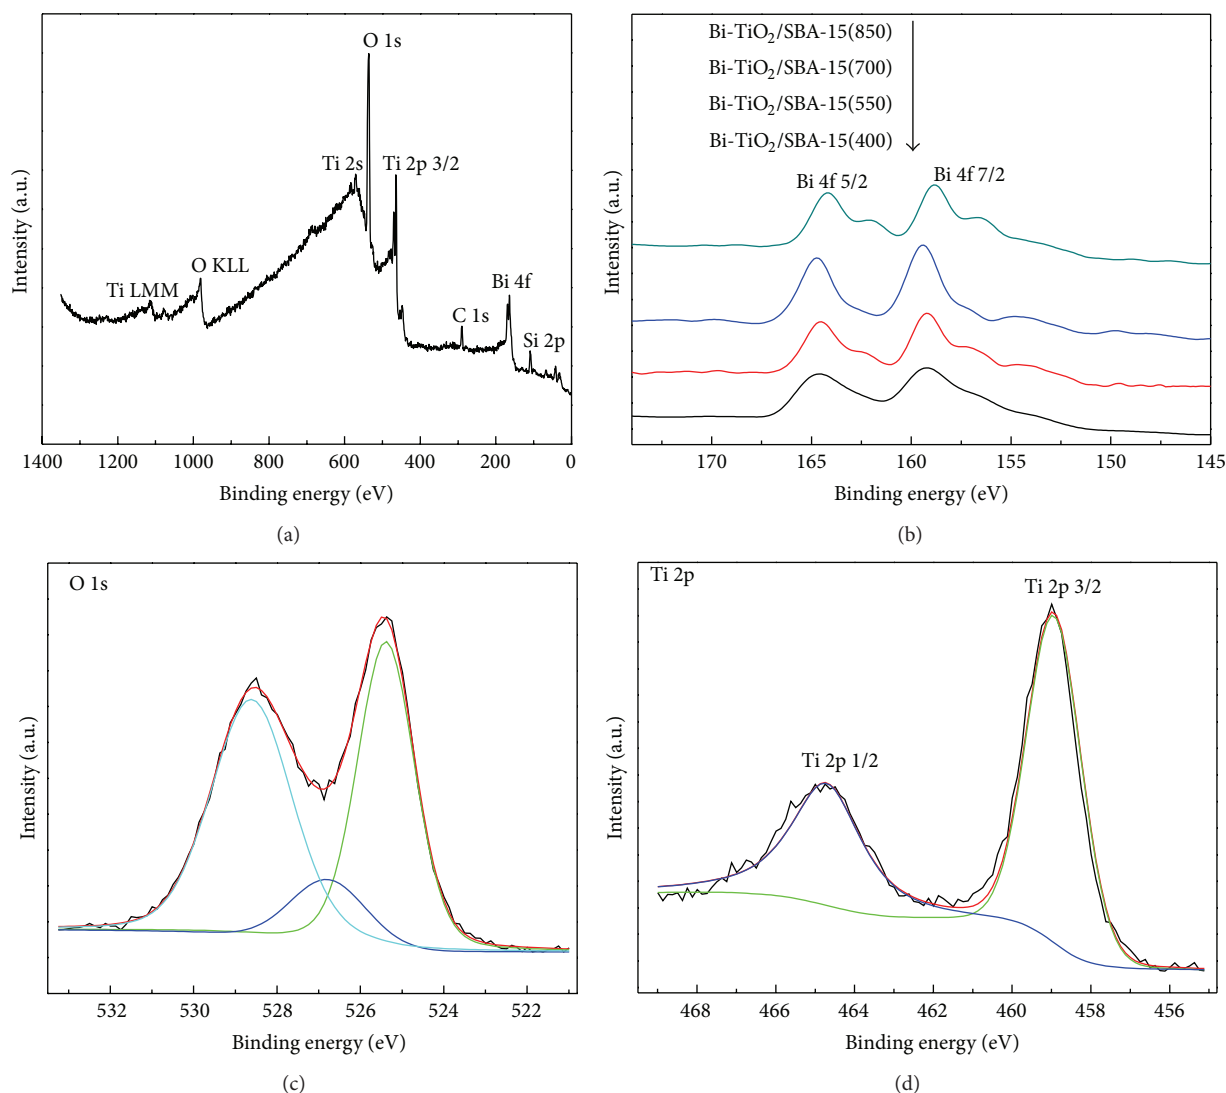 O 1s
Ti 2s
Ti 2p 3/2
O KLL
Ti LMM
Bi 4f
C 1s
Si 2p
Intensity (a.u.)
1400 1200 1000 800 600 400 200 0
Binding energy (eV)
(a)
Bi-TiO₂/SBA-15(850)
Bi-TiO₂/SBA-15(700)
Bi-TiO₂/SBA-15(550)
Bi-TiO₂/SBA-15(400)
Bi 4f 5/2
Bi 4f 7/2
Intensity (a.u.)
170 165 160 155 150 145
Binding energy (eV)
(b)
O 1s
Intensity (a.u.)
532 530 528 526 524 522
Binding energy (eV)
(c)
Ti 2p
Ti 2p 3/2
Ti 2p 1/2
Intensity (a.u.)
468 466 464 462 460 458 456
Binding energy (eV)
(d)